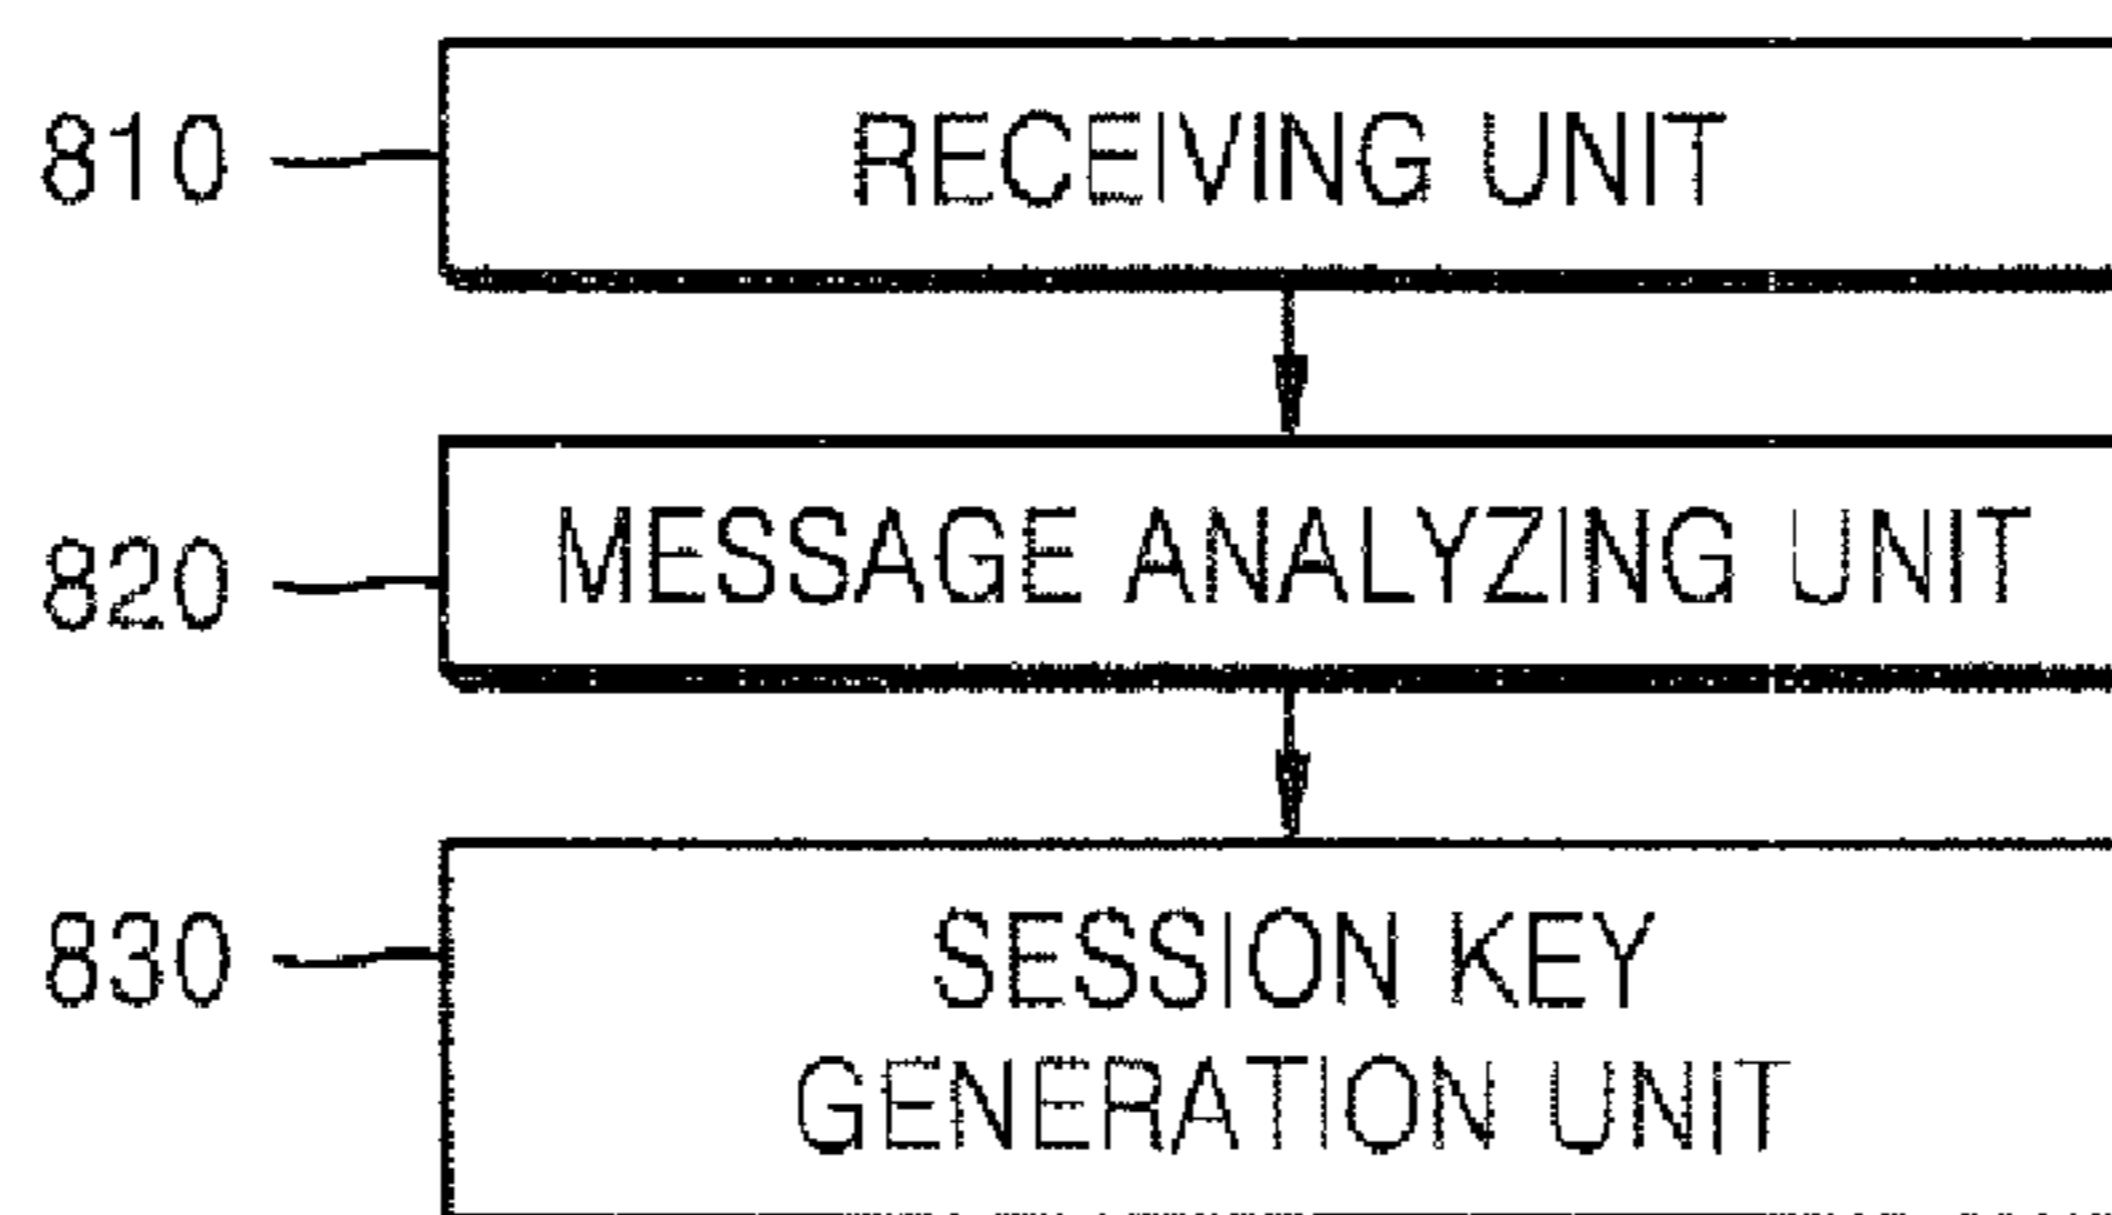 810 RECEIVING UNIT
820 MESSAGE ANALYZING UNIT
830 SESSION KEY
GENERATION UNIT